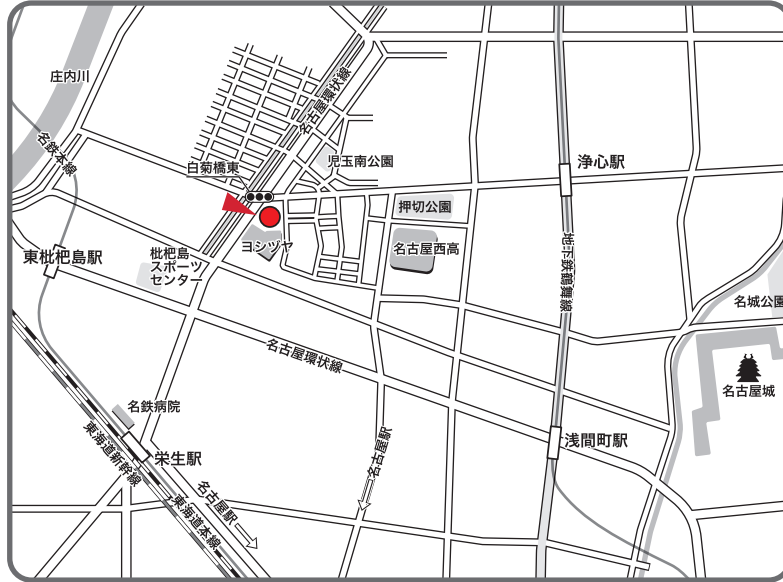 庄内川
名鉄本線
名古屋環状線
白菊橋東
児玉南公園
浄心駅
押切公園
東枇杷島駅
枇杷島
スポーツ
センター
ヨシヅヤ
名古屋西高
地下鉄鶴舞線
名城公園
名古屋環状線
名古屋城
名鉄病院
浅間町駅
栄生駅
名古屋駅
東海道新幹線
名古屋駅
東海道本線